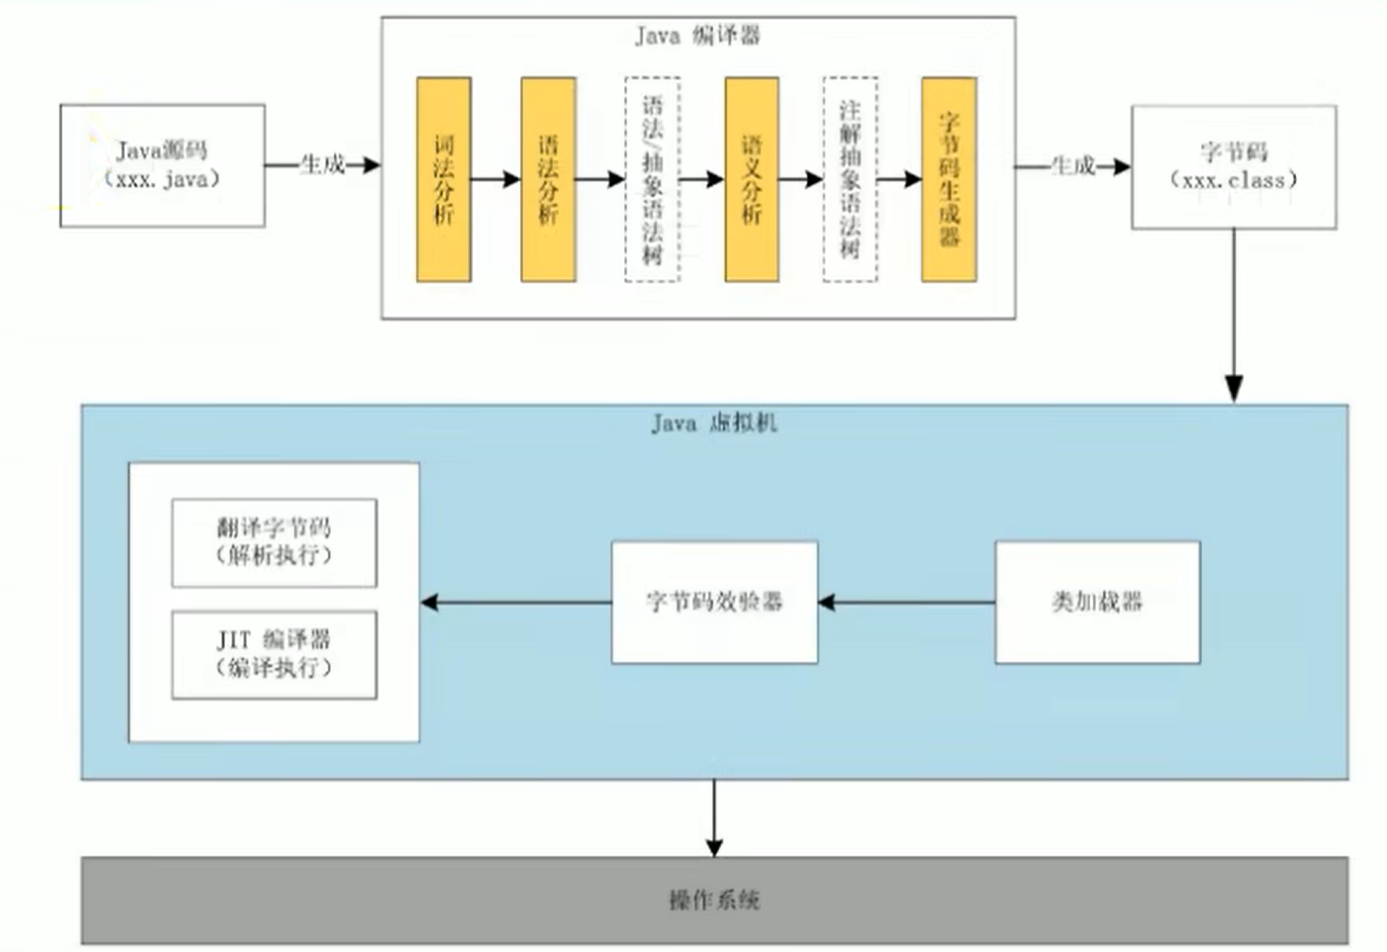 Java 编译器
Java源码
(xxx.java)
生成
词法分析
语法分析
语法/抽象语法树
语义分析
注解抽象语法树
字节码生成器
生成
字节码
(xxx.class)
Java 虚拟机
翻译字节码
(解析执行)
JIT 编译器
(编译执行)
字节码效验器
类加载器
操作系统